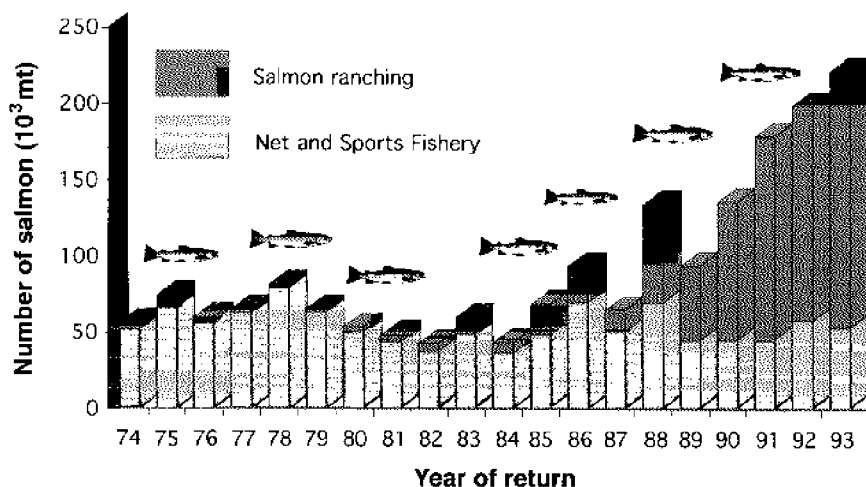 Number of salmon (10³ mt)
250
200
150
100
50
0
Salmon ranching
Net and Sports Fishery
74 75 76 77 78 79 80 81 82 83 84 85 86 87 88 89 90 91 92 93
Year of return